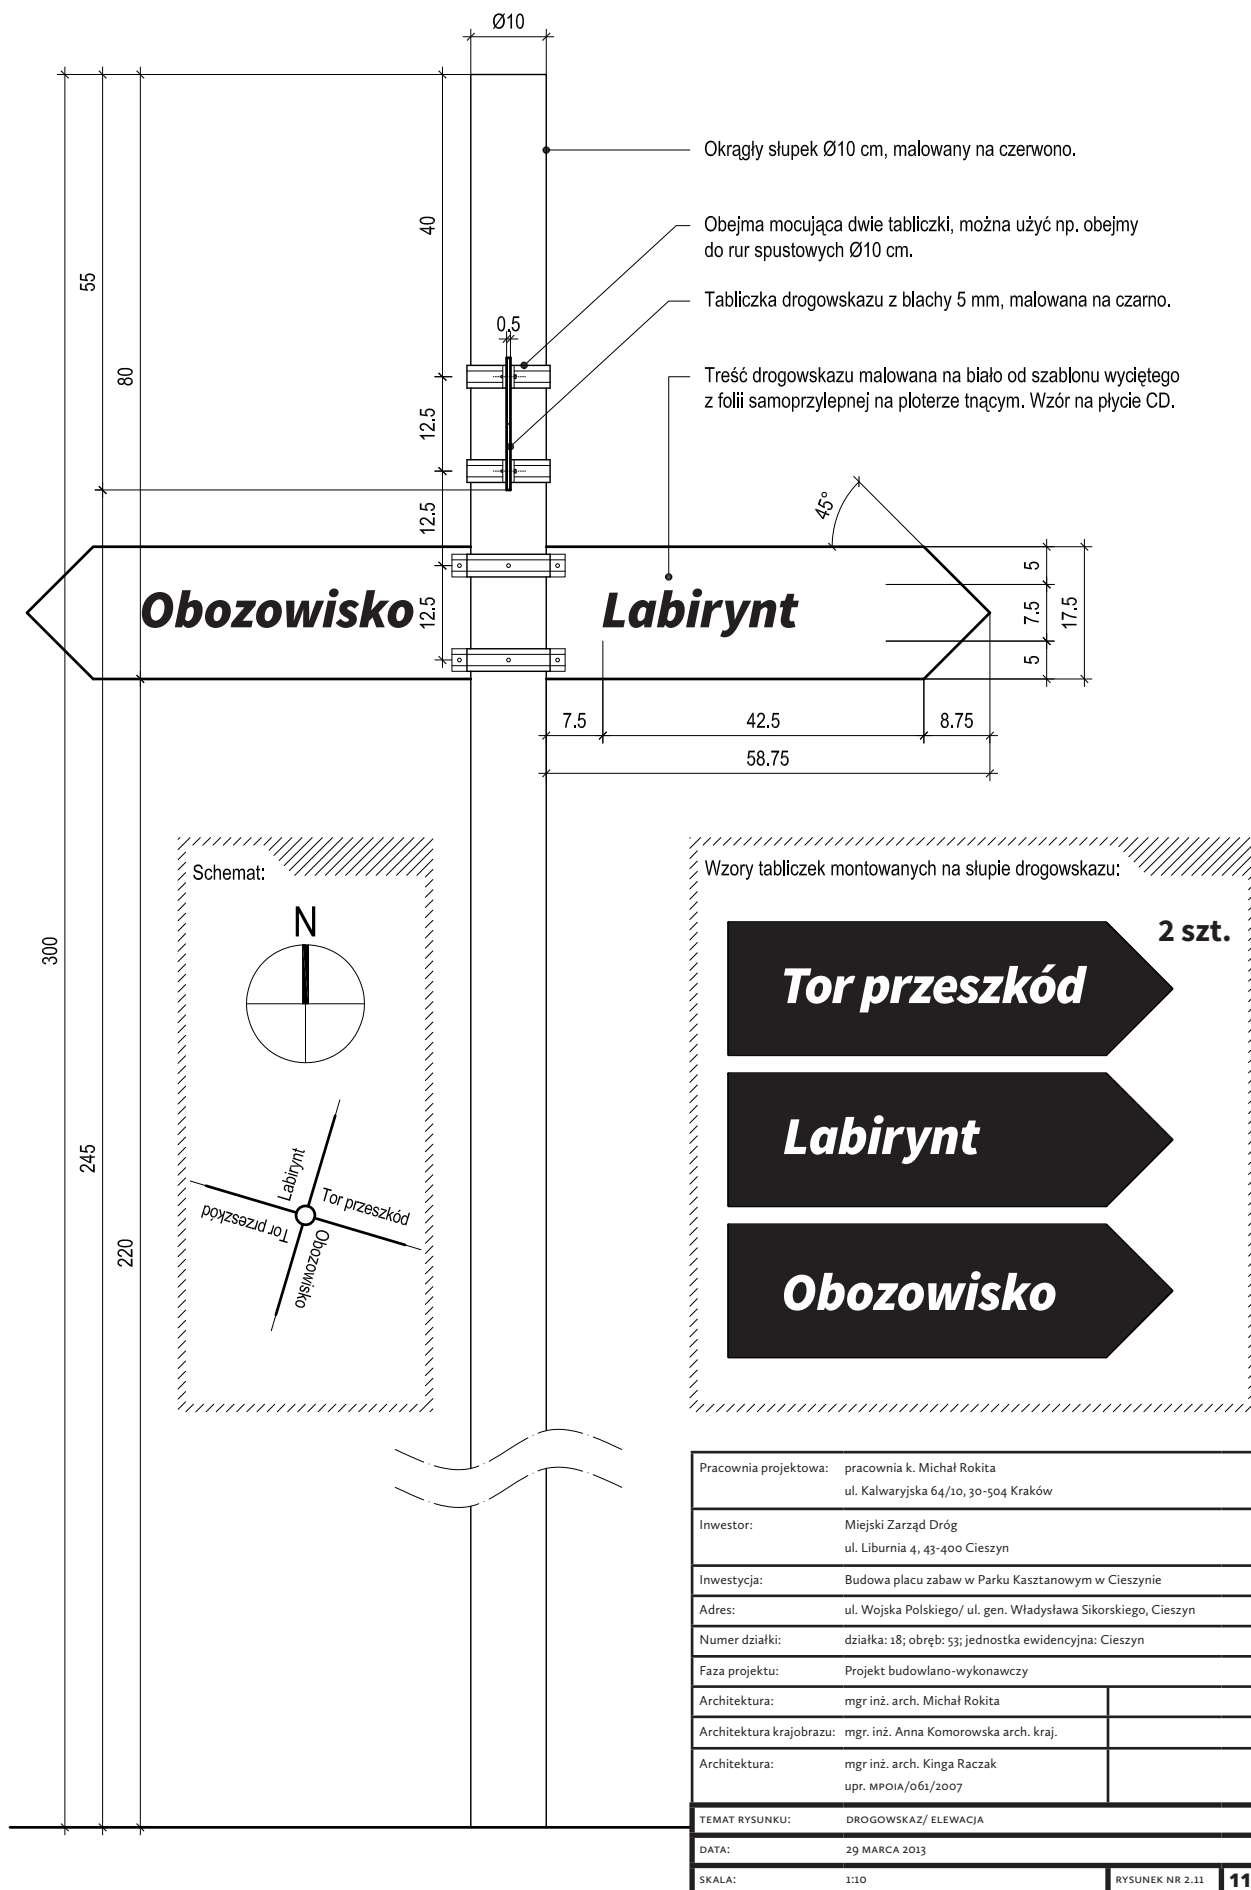 Ø10
Okrągły słupek Ø10 cm, malowany na czerwono.
40
Obejma mocująca dwie tabliczki, można użyć np. obejmy
do rur spustowych Ø10 cm.
55
Tabliczka drogowskazu z blachy 5 mm, malowana na czarno.
0.5
80
Treść drogowskazu malowana na biało od szablonu wyciętego
z folii samoprzylepnej na ploterze tnącym. Wzór na płycie CD.
12.5
12.5
45°
5
Obozowisko
12.5
Labirynt
7.5
17.5
5
7.5
42.5
8.75
58.75
Schemat:
N
300
Labirynt
Tor przeszkód
Tor przeszkód
Obozowisko
245
220
Wzory tabliczek montowanych na słupie drogowskazu:
2 szt.
Tor przeszkód
Labirynt
Obozowisko
Pracownia projektowa: pracownia k. Michał Rokita
ul. Kalwaryjska 64/10, 30-504 Kraków
Inwestor: Miejski Zarząd Dróg
ul. Liburnia 4, 43-400 Cieszyn
Inwestycja: Budowa placu zabaw w Parku Kasztanowym w Cieszynie
Adres: ul. Wojska Polskiego/ ul. gen. Władysława Sikorskiego, Cieszyn
Numer działki: działka: 18; obręb: 53; jednostka ewidencyjna: Cieszyn
Faza projektu: Projekt budowlano-wykonawczy
Architektura: mgr inż. arch. Michał Rokita
Architektura krajobrazu: mgr. inż. Anna Komorowska arch. kraj.
Architektura: mgr inż. arch. Kinga Raczak
upr. MPOIA/061/2007
TEMAT RYSUNKU: DROGOWSKAZ/ ELEWACJA
DATA: 29 MARCA 2013
SKALA: 1:10 RYSUNEK NR 2.11 11